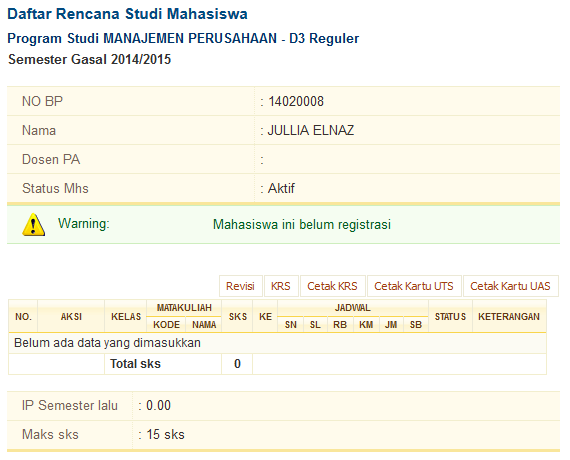 Daftar Rencana Studi Mahasiswa
Program Studi MANAJEMEN PERUSAHAAN - D3 Reguler
Semester Gasal 2014/2015
NO BP : 14020008
Nama : JULLIA ELNAZ
Dosen PA :
Status Mhs : Aktif
Warning: Mahasiswa ini belum registrasi
Revisi KRS Cetak KRS Cetak Kartu UTS Cetak Kartu UAS
NO. AKSI KELAS MATAKULIAH SKS KE JADWAL STATUS KETERANGAN
KODE NAMA SN SL RB KM JM SB
Belum ada data yang dimasukkan
Total sks 0
IP Semester lalu : 0.00
Maks sks : 15 sks